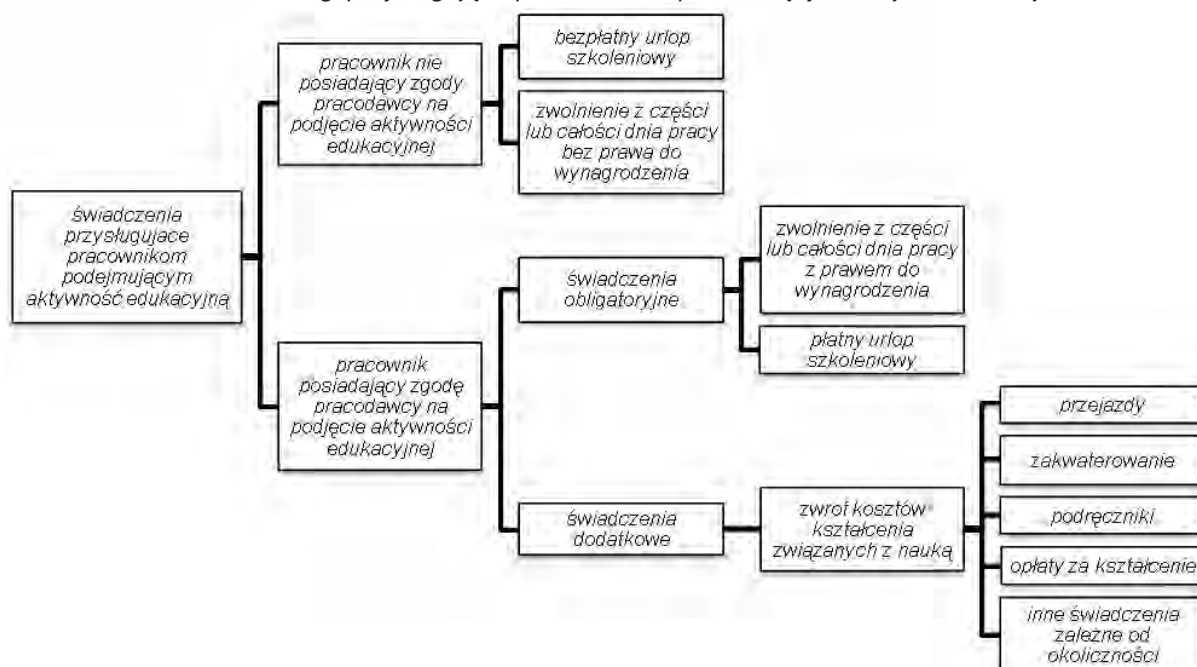 świadczenia
przysługujace
pracownikom
podejmującym
aktywność edukacyjną
pracownik nie
posiadający zgody
pracodawcy na
podjęcie aktywności
edukacyjnej
bezpłatny urlop
szkoleniowy
zwolnienie z części
lub całości dnia pracy
bez prawa do
wynagrodzenia
pracownik
posiadający zgodę
pracodawcy na
podjęcie aktywności
edukacyjnej
świadczenia
obligatoryjne
zwolnienie z części
lub całości dnia pracy
z prawem do
wynagrodzenia
płatny urlop
szkoleniowy
świadczenia
dodatkowe
zwrot kosztów
kształcenia
związanych z nauką
przejazdy
zakwaterowanie
podręczniki
opłaty za kształcenie
inne świadczenia
zależne od
okoliczności